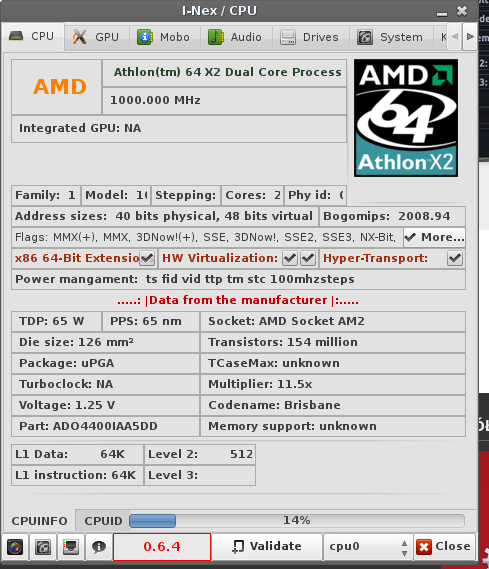 I-Nex / CPU
CPU GPU Mobo Audio Drives System
AMD
Athlon(tm) 64 X2 Dual Core Process
1000.000 MHz
Integrated GPU: NA
AMD
64
Athlon X2
Family: 1 Model: Stepping: Cores: 2 Phy id:
Address sizes: 40 bits physical, 48 bits virtual Bogomips: 2008.94
Flags: MMX(+), MMX, 3DNow!(+), SSE, 3DNow!, SSE2, SSE3, NX-Bit, More...
x86 64-Bit Extensio HW Virtualization: Hyper-Transport:
Power mangament: ts fid vid ttp tm stc 100mhzsteps
.....: |Data from the manufacturer |:.....
TDP: 65 W PPS: 65 nm Socket: AMD Socket AM2
Die size: 126 mm² Transistors: 154 million
Package: uPGA TCaseMax: unknown
Turboclock: NA Multiplier: 11.5x
Voltage: 1.25 V Codename: Brisbane
Part: ADO4400IAA5DD Memory support: unknown
L1 Data: 64K Level 2: 512
L1 instruction: 64K Level 3:
CPUINFO CPUID 14%
0.6.4 Validate cpu0 Close